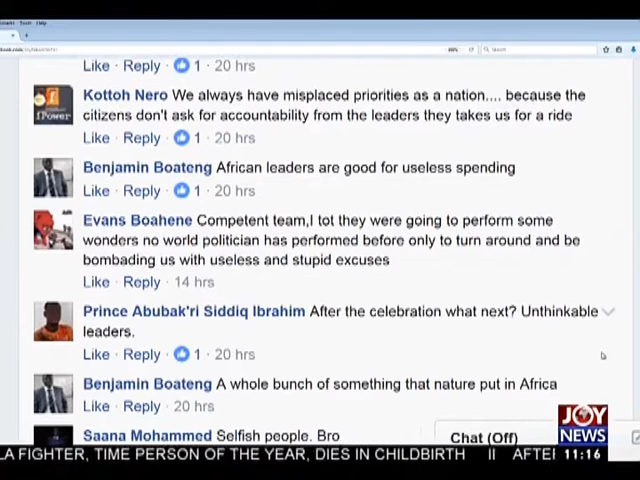 Tools Help
Like · Reply · 1 · 20 hrs
Kottoh Nero We always have misplaced priorities as a nation.... because the
citizens don't ask for accountability from the leaders they takes us for a ride
Like · Reply · 1 · 20 hrs
Benjamin Boateng African leaders are good for useless spending
Like · Reply · 1 · 20 hrs
Evans Boahene Competent team,I tot they were going to perform some
wonders no world politician has performed before only to turn around and be
bombading us with useless and stupid excuses
Like · Reply · 14 hrs
Prince Abubak'ri Siddiq Ibrahim After the celebration what next? Unthinkable
leaders.
Like · Reply · 1 · 20 hrs
Benjamin Boateng A whole bunch of something that nature put in Africa
Like · Reply · 20 hrs
Saana Mohammed Selfish people. Bro
Chat (Off)
JOY
NEWS
LA FIGHTER, TIME PERSON OF THE YEAR, DIES IN CHILDBIRTH II AFTE
11:16